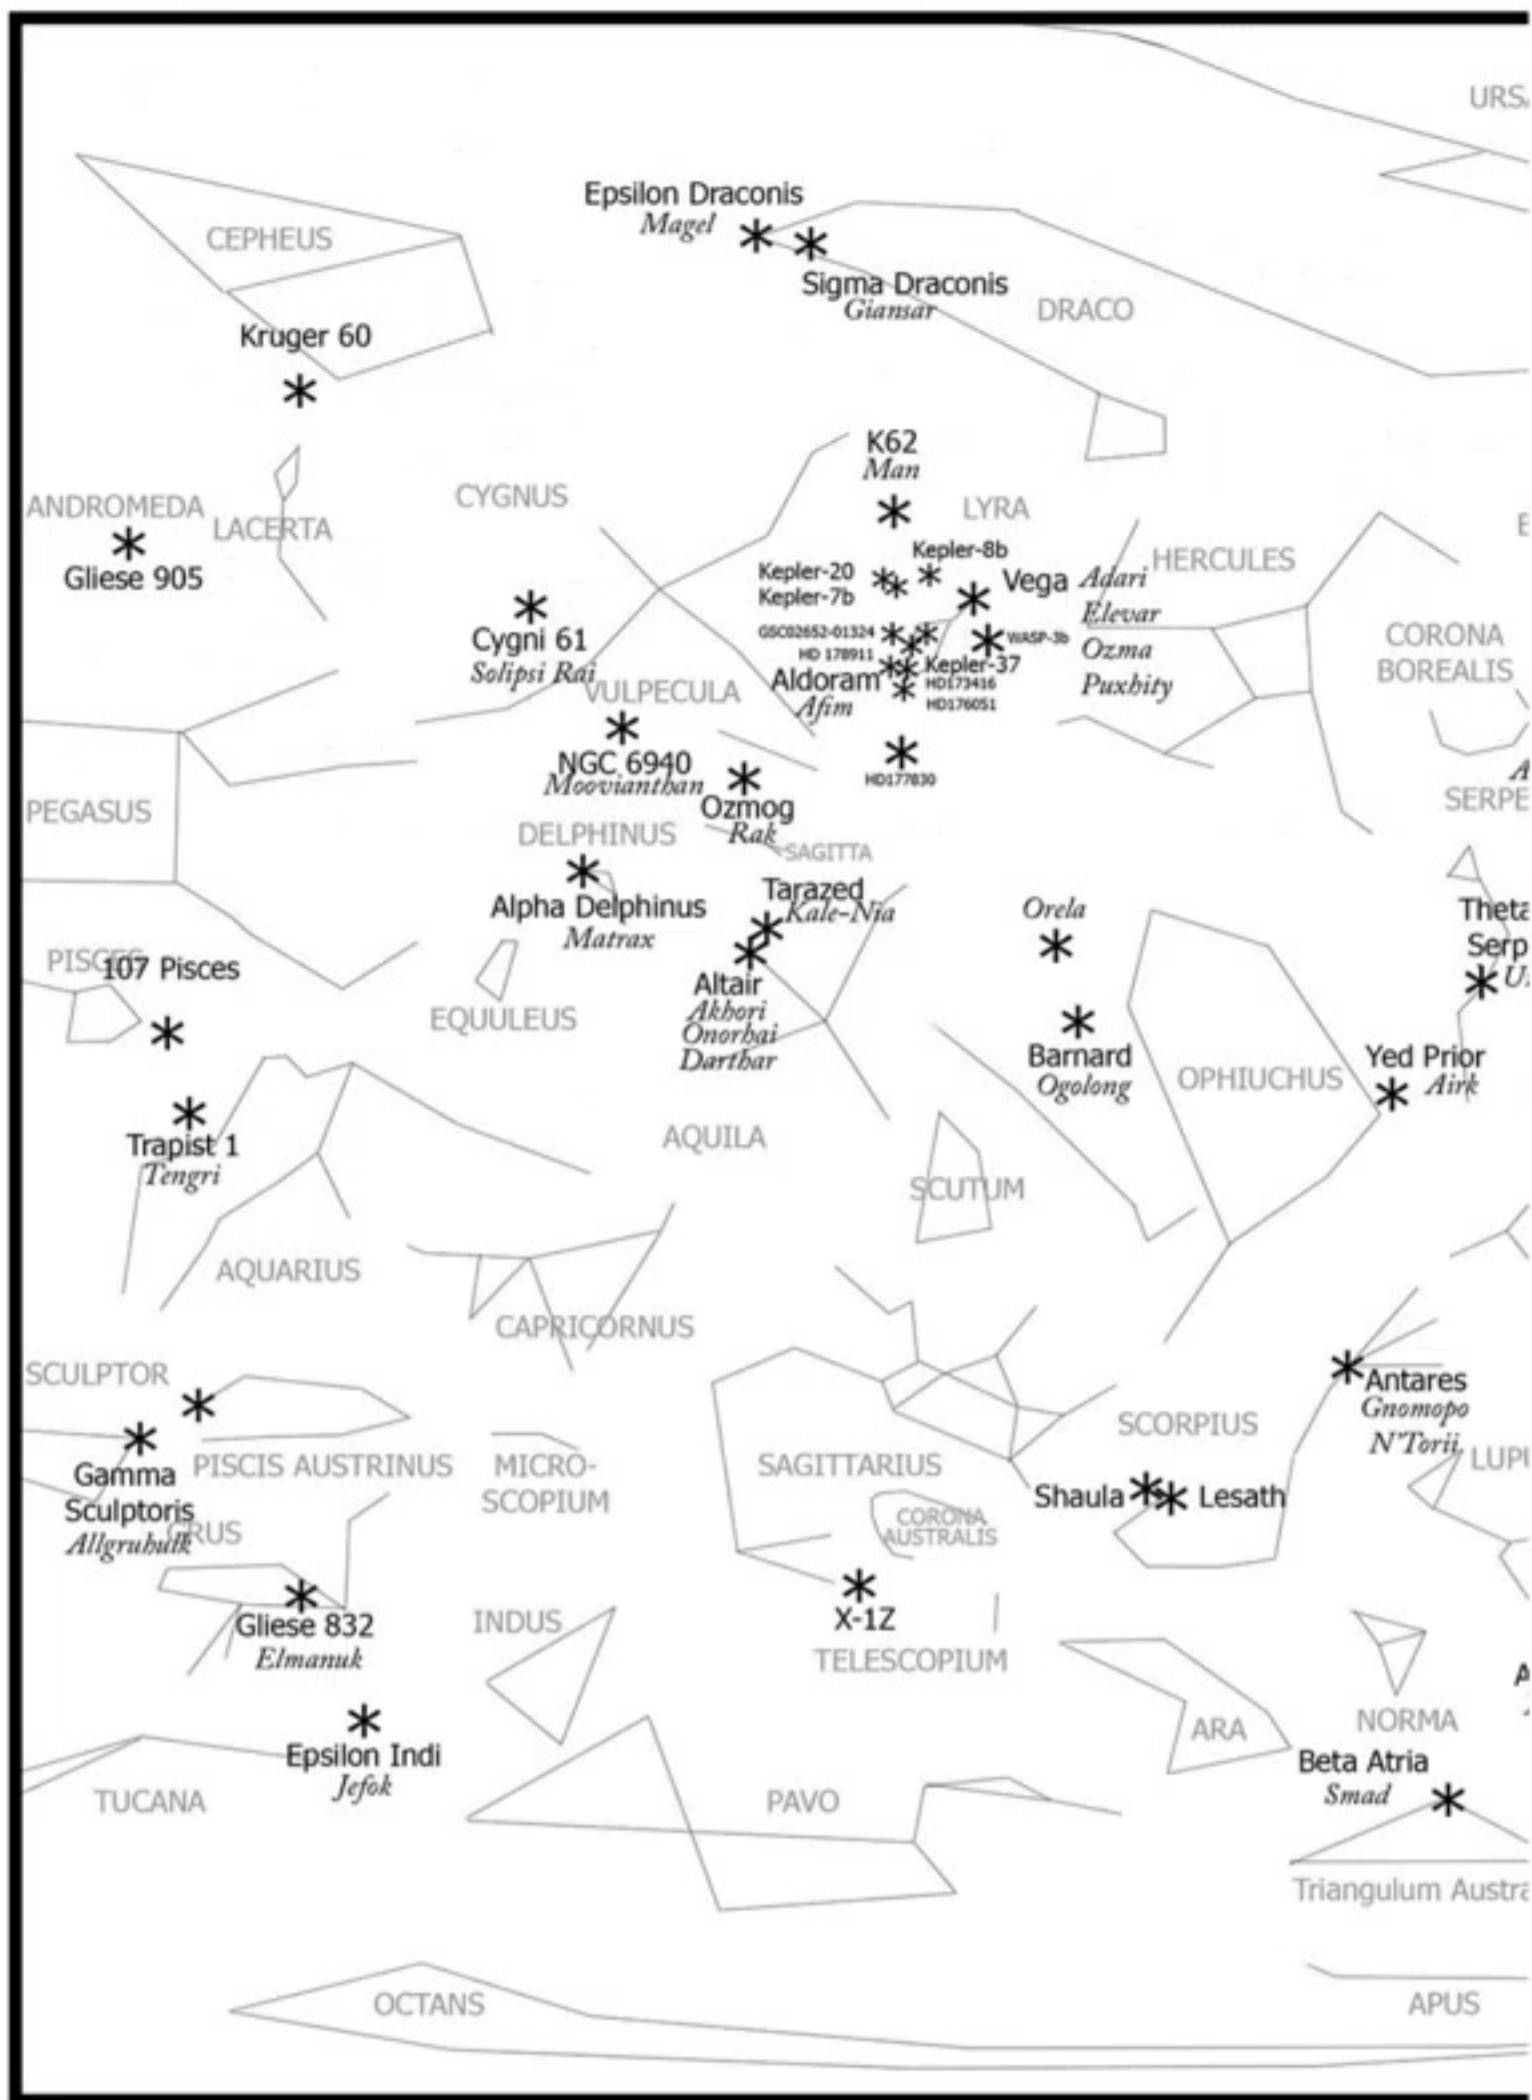 URS
Epsilon Draconis
Magel
CEPHEUS
Sigma Draconis
Giansar
DRACO
Kruger 60
K62
Man
ANDROMEDA
LACERTA
CYGNUS
LYRA
Gliese 905
Kepler-8b
HERCULES
Kepler-20
Kepler-7b
Vega
Adari
Elevar
Ozma
Puxhity
Cygni 61
Solipsi Rai
GSC02652-01324
WASP-3b
HD 178911
Kepler-37
CORONA
BOREALIS
Aldoram
Afim
HD173416
HD176051
VULPECULA
NGC 6940
Moovianthan
HD177830
Ozmog
Rak
PEGASUS
SERPE
DELPHINUS
SAGITTA
Alpha Delphinus
Matrax
Tarazed
Kale-Nia
Orela
Theta
Serp
PISCES
107 Pisces
Altair
Akhori
Onorhai
Darthar
EQUULEUS
Barnard
Ogolong
OPHIUCHUS
Yed Prior
Airk
Trapist 1
Tengri
AQUILA
SCUTUM
AQUARIUS
CAPRICORNUS
SCULPTOR
Antares
Gnomopo
N'Torii
SCORPIUS
PISCIS AUSTRINUS
MICRO-
SCOPIUM
SAGITTARIUS
LUPU
Gamma
Sculptoris
Allgruhulk
GRUS
Shaula
Lesath
CORONA
AUSTRALIS
Gliese 832
Elmanuk
INDUS
X-1Z
TELESCOPIUM
Epsilon Indi
Jefok
ARA
NORMA
Beta Atria
Smad
TUCANA
PAVO
Triangulum Austra
OCTANS
APUS